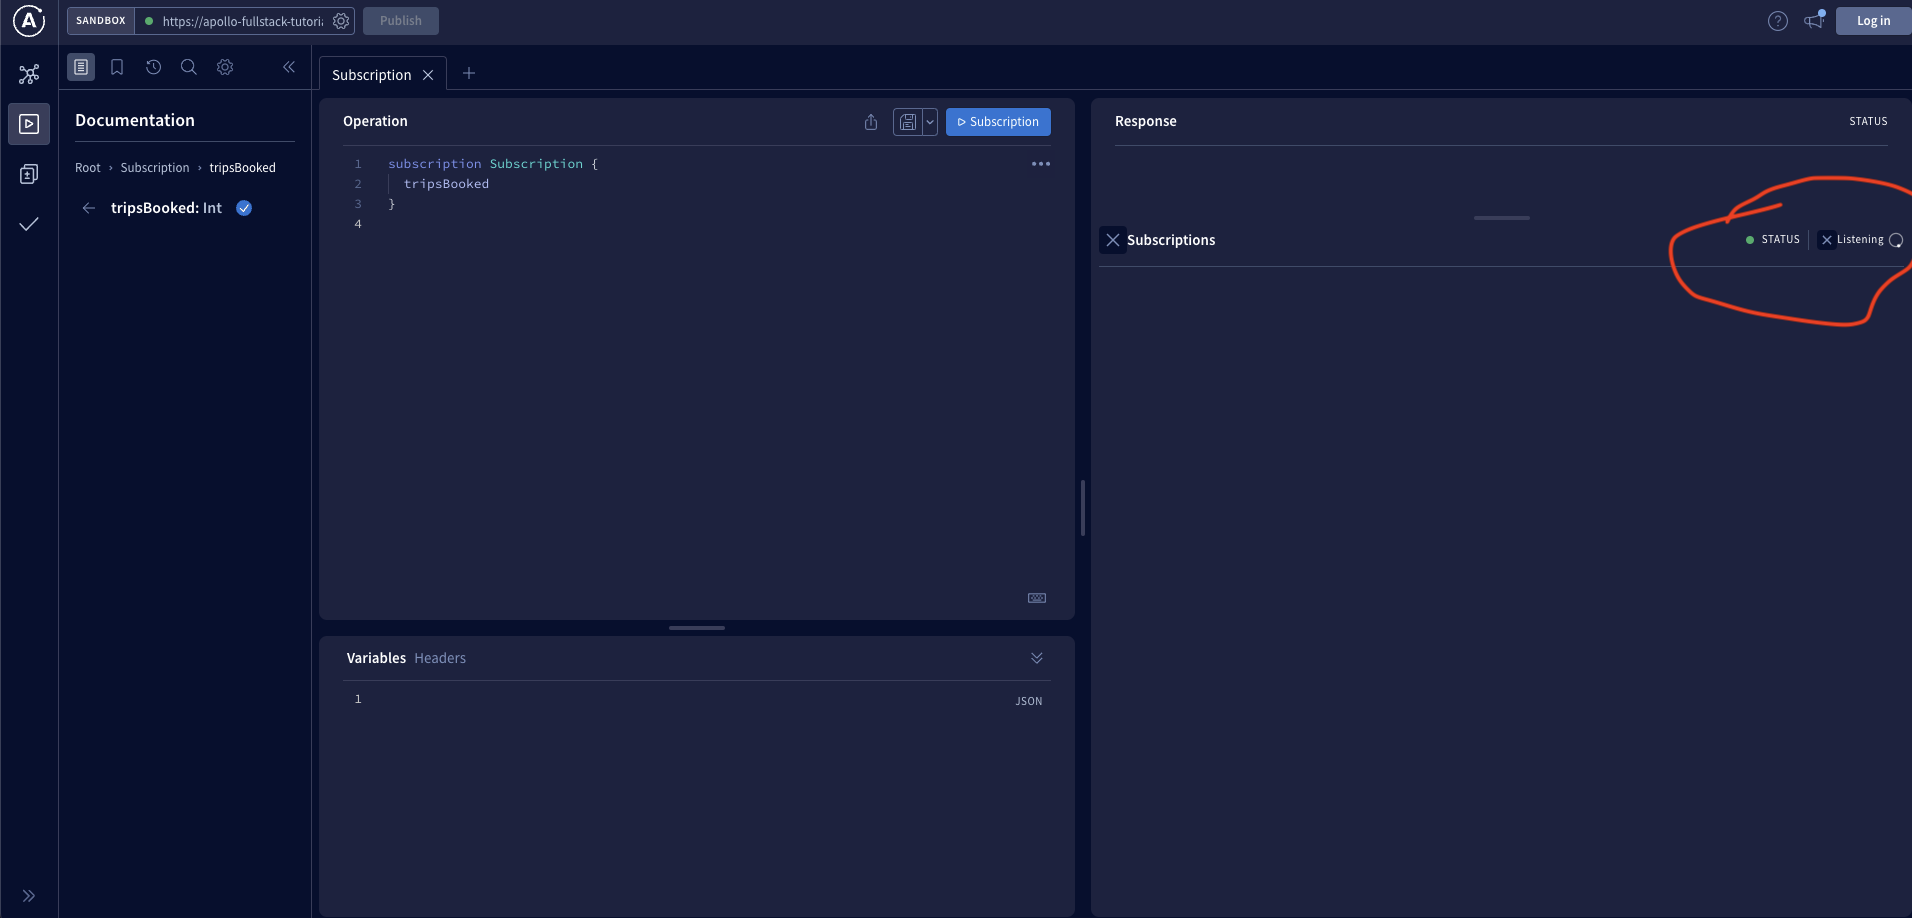 A
SANDBOX
https://apollo-fullstack-tutoria
Publish
?
Log in
Subscription
Documentation
Root › Subscription › tripsBooked
tripsBooked: Int
Operation
Subscription
1 subscription Subscription {
2 tripsBooked
3 }
4
Variables Headers
1
JSON
Response
STATUS
Subscriptions
STATUS
Listening